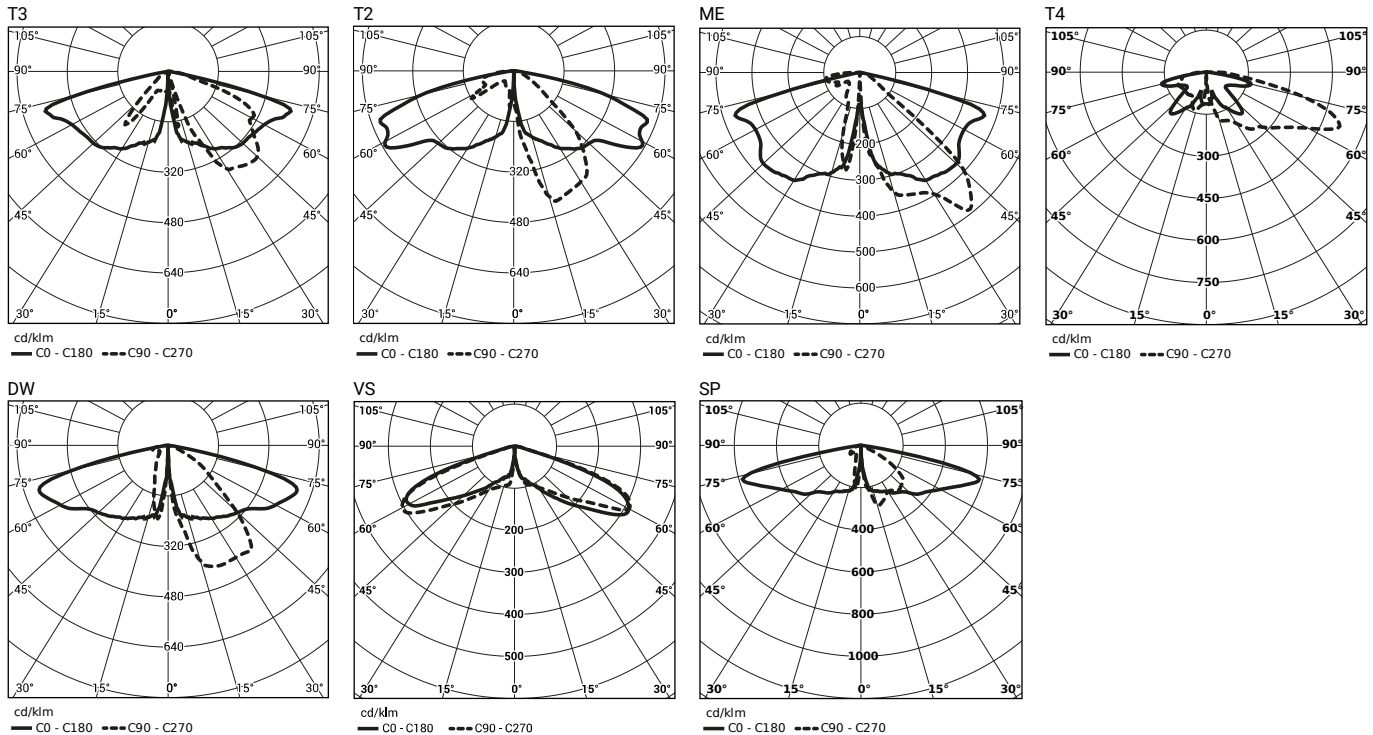 T3
105° 105°
90° 90°
75° 75°
60° 60°
320
45° 45°
480
640
30° 15° 0° 15° 30°
cd/klm
C0 - C180 C90 - C270
T2
105° 105°
90° 90°
75° 75°
60° 60°
320
45° 45°
480
640
30° 15° 0° 15° 30°
cd/klm
C0 - C180 C90 - C270
ME
105° 105°
90° 90°
75° 75°
200
60° 60°
300
45° 400 45°
500
600
30° 15° 0° 15° 30°
cd/klm
C0 - C180 C90 - C270
T4
105° 105°
90° 90°
75° 75°
60° 300 60°
450
45° 45°
600
750
30° 15° 0° 15° 30°
cd/klm
C0 - C180 C90 - C270
DW
105° 105°
90° 90°
75° 75°
60° 60°
320
45° 45°
480
640
30° 15° 0° 15° 30°
cd/klm
C0 - C180 C90 - C270
VS
105° 105°
90° 90°
75° 75°
60° 200 60°
300
45° 45°
400
500
30° 15° 0° 15° 30°
cd/klm
C0 - C180 C90 - C270
SP
105° 105°
90° 90°
75° 75°
60° 400 60°
600
45° 45°
800
1000
30° 15° 0° 15° 30°
cd/klm
C0 - C180 C90 - C270